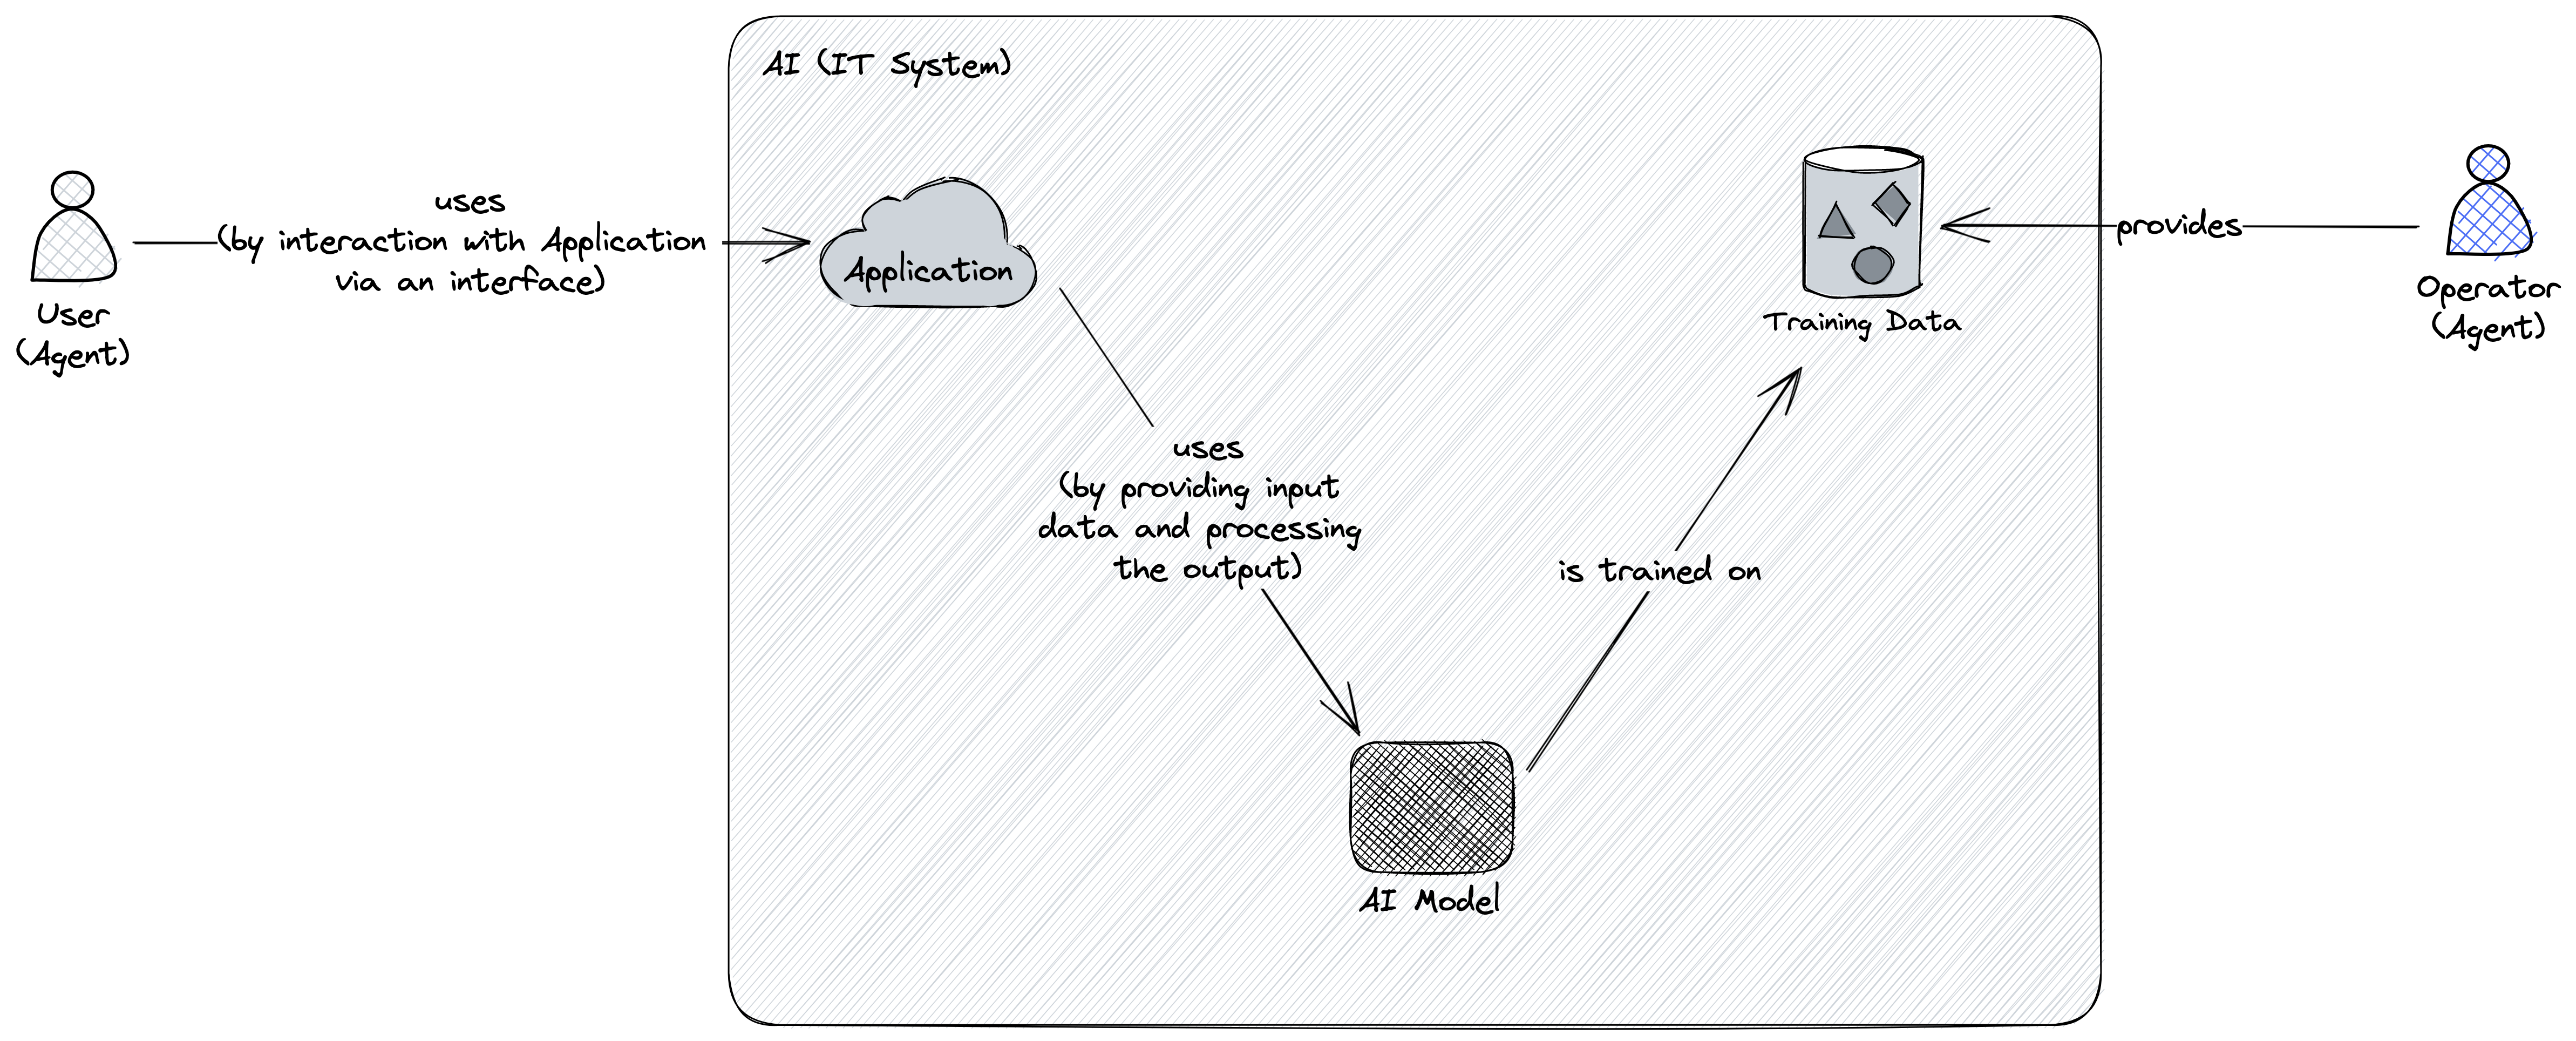 AI (IT System)
uses
(by interaction with Application
via an interface)
User
(Agent)
Application
Training Data
provides
Operator
(Agent)
uses
(by providing input
data and processing
the output)
is trained on
AI Model